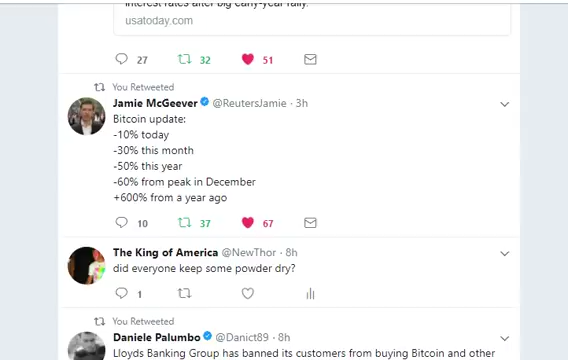 interest rates after big early-year rally.
usatoday.com
27 32 51
You Retweeted
Jamie McGeever @ReutersJamie · 3h
Bitcoin update:
-10% today
-30% this month
-50% this year
-60% from peak in December
+600% from a year ago
10 37 67
The King of America @NewThor · 8h
did everyone keep some powder dry?
1
You Retweeted
Daniele Palumbo @Danict89 · 8h
Lloyds Banking Group has banned its customers from buying Bitcoin and other